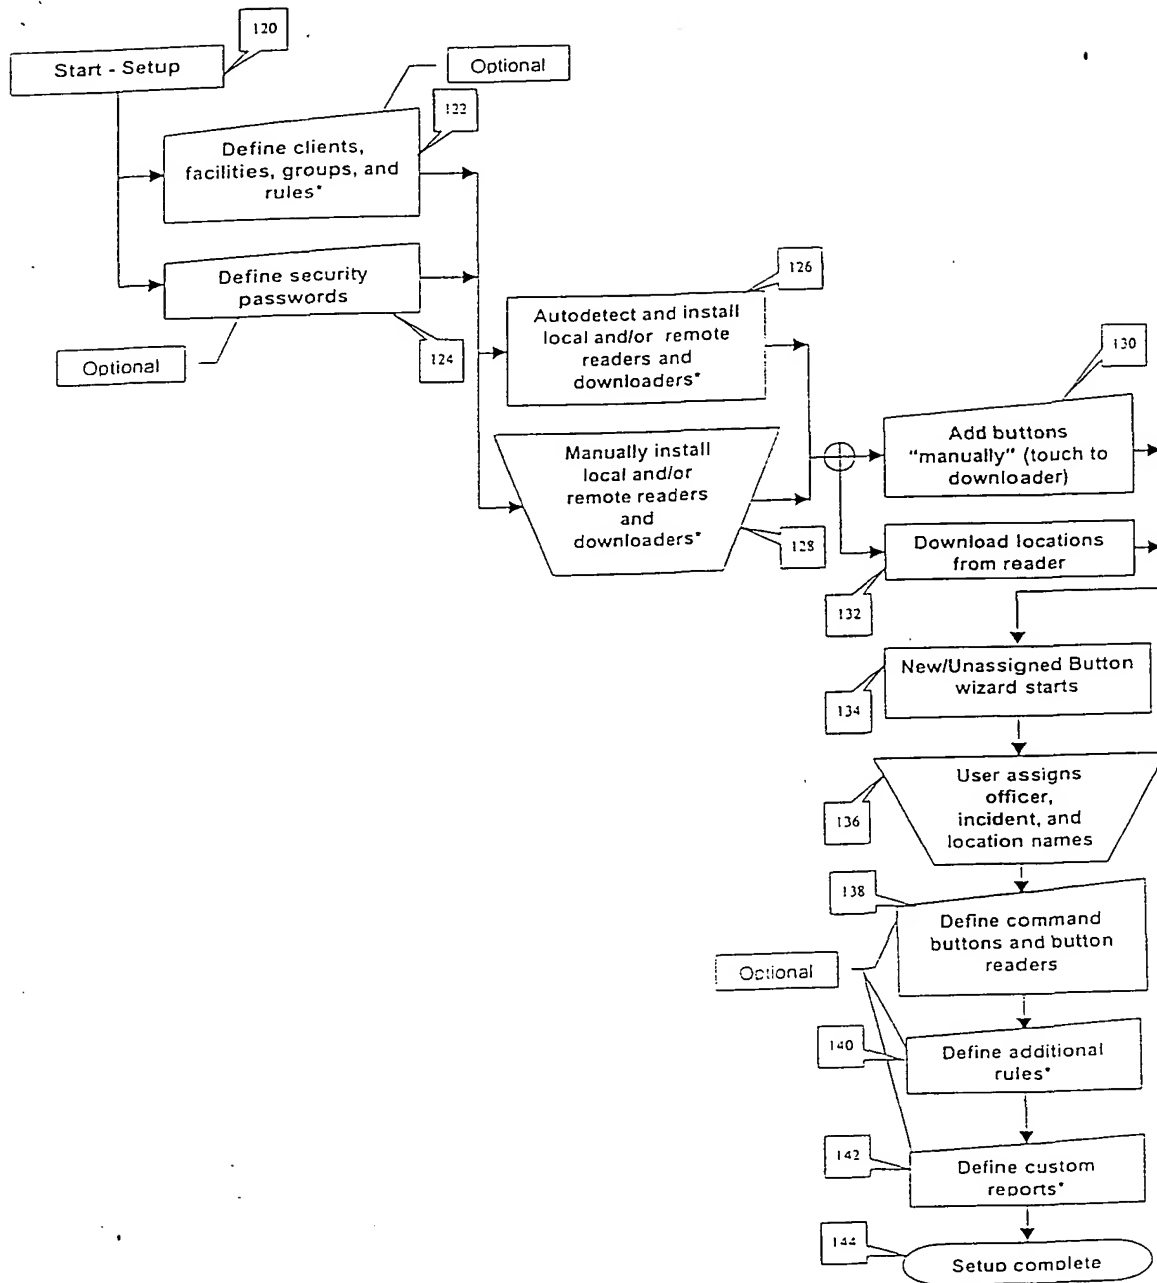 120
Start - Setup
Optional
122
Define clients,
facilities, groups, and
rules*
Define security
passwords
Optional
124
126
Autodetect and install
local and/or remote
readers and
downloaders*
Manually install
local and/or
remote readers
and
downloaders*
128
130
Add buttons
"manually" (touch to
downloader)
Download locations
from reader
132
New/Unassigned Button
wizard starts
134
User assigns
officer,
incident, and
location names
136
138
Define command
buttons and button
readers
Optional
140
Define additional
rules*
142
Define custom
reports*
144
Setup complete